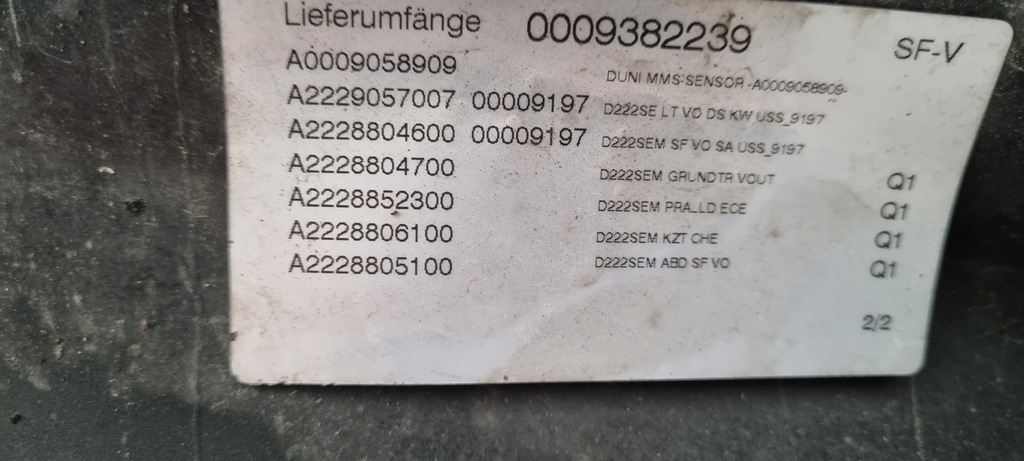 Lieferumfänge 0009382239 SF-V
A0009058909 DUNI MMS-SENSOR -A0009058909-
A2229057007 00009197 D222SE LT VO DS KW USS_9197
A2228804600 00009197 D222SEM SF VO SA USS_9197
A2228804700 D222SEM GRUNDTR VOUT Q1
A2228852300 D222SEM PRALLD ECE Q1
A2228806100 D222SEM KZT CHE Q1
A2228805100 D222SEM ABD SF VO Q1
2/2